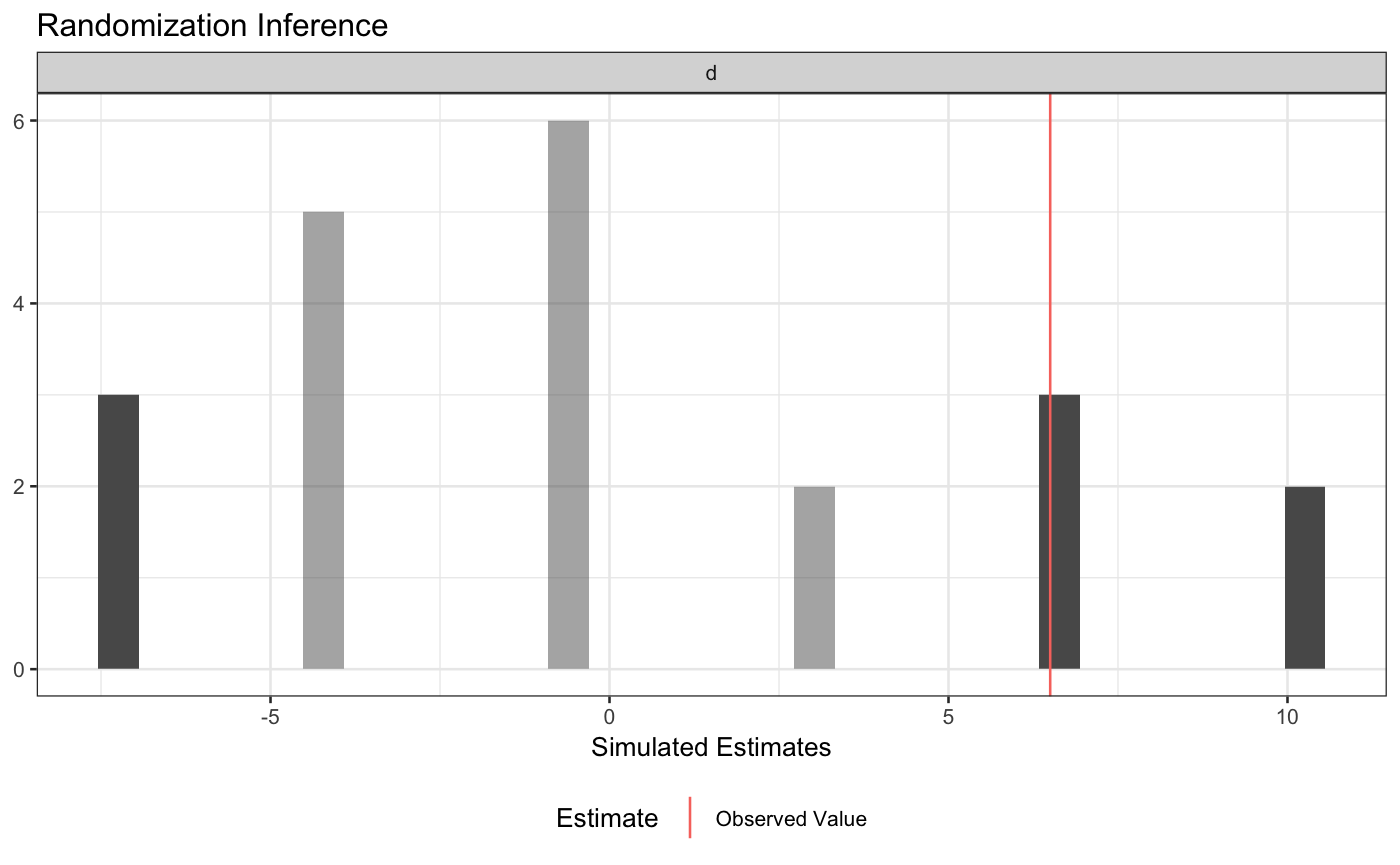 Randomization Inference
d
6
4
2
0
-5 0 5 10
Simulated Estimates
Estimate Observed Value